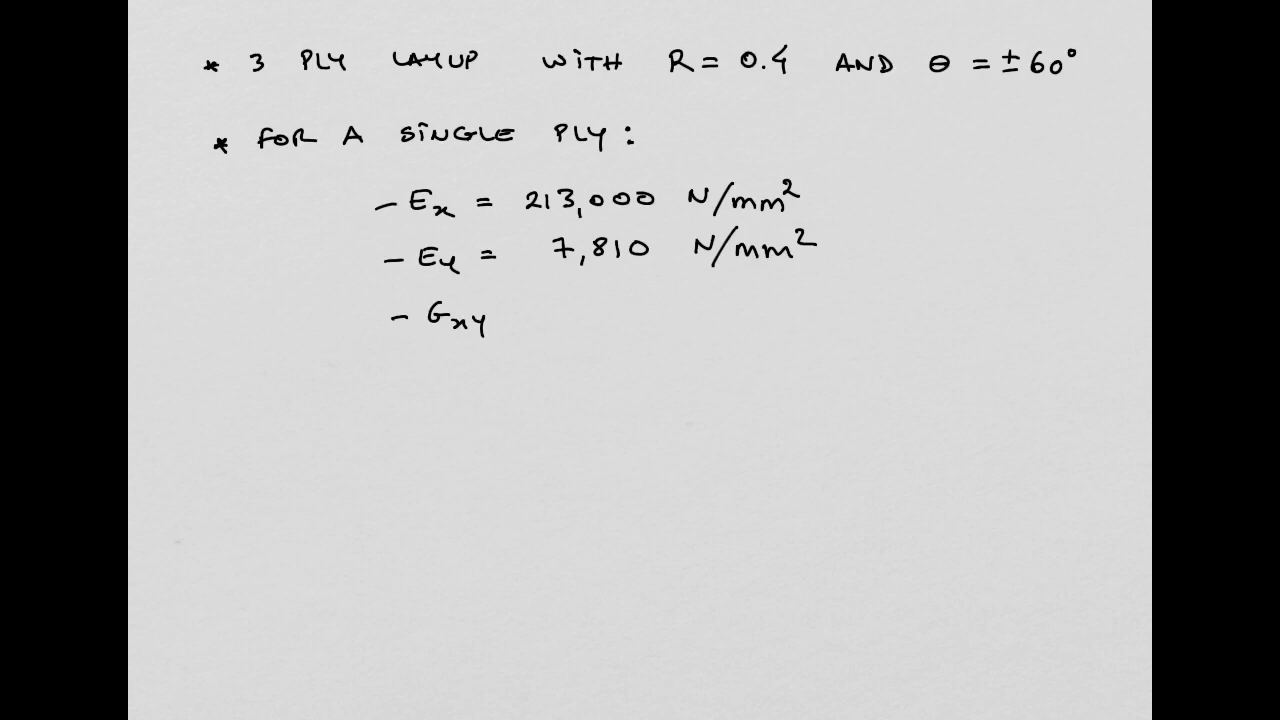 * 3 PLY LAYUP WITH R = 0.4 AND θ = ±60°
* FOR A SINGLE PLY:
- Ex = 213,000 N/mm²
- Ey = 7,810 N/mm²
- Gxy